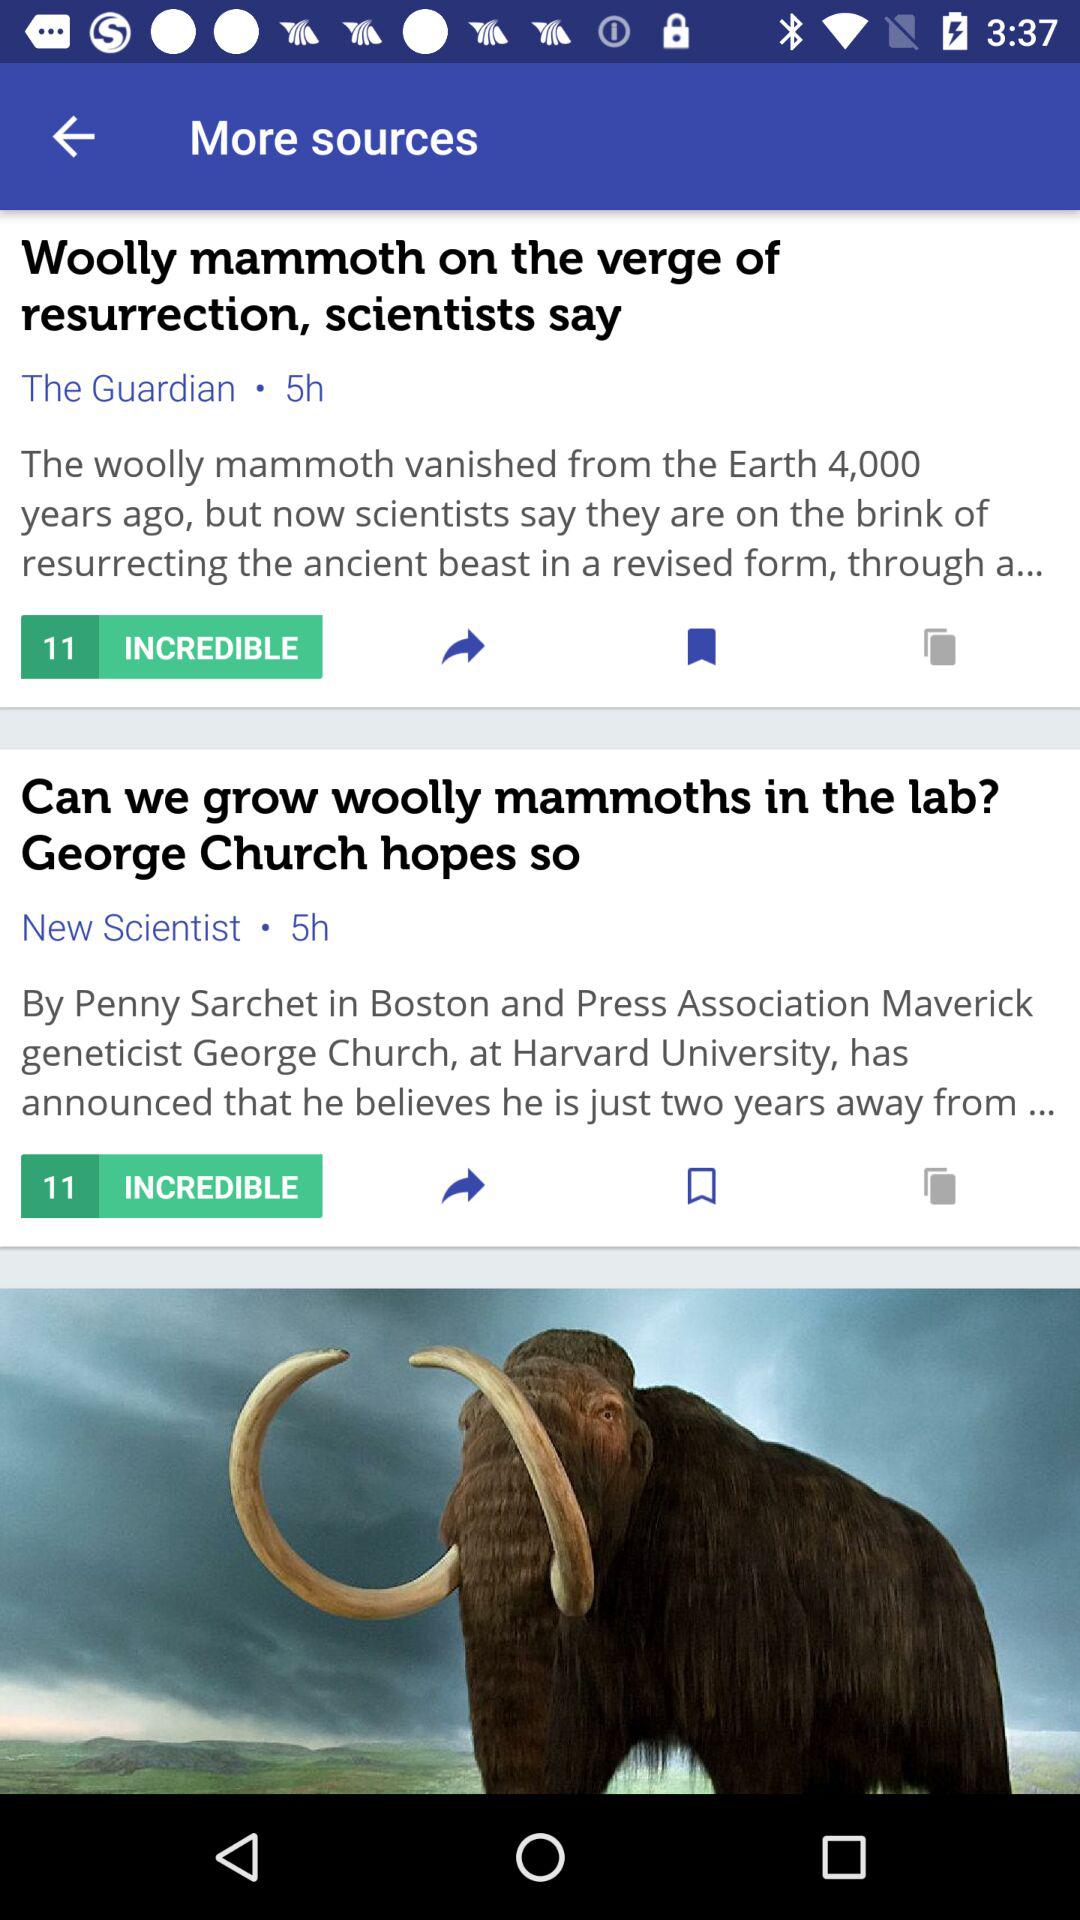 3:37
More sources
Woolly mammoth on the verge of
resurrection, scientists say
The Guardian • 5h
The woolly mammoth vanished from the Earth 4,000
years ago, but now scientists say they are on the brink of
resurrecting the ancient beast in a revised form, through a...
11 INCREDIBLE
Can we grow woolly mammoths in the lab?
George Church hopes so
New Scientist • 5h
By Penny Sarchet in Boston and Press Association Maverick
geneticist George Church, at Harvard University, has
announced that he believes he is just two years away from ...
11 INCREDIBLE